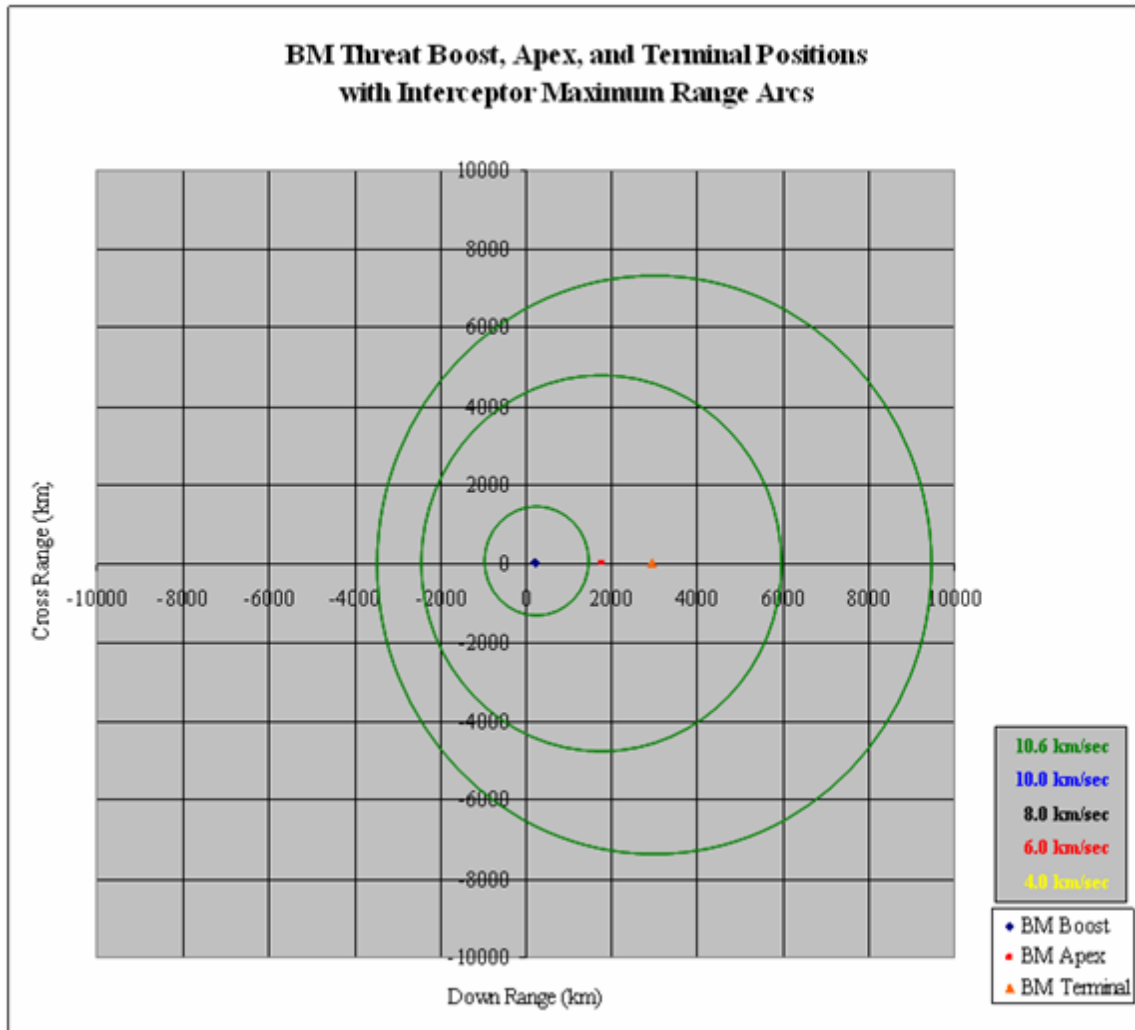 BM Threat Boost, Apex, and Terminal Positions
with Interceptor Maximum Range Arcs
10000
8000
6000
4000
2000
0
-10000 -8000 -6000 -4000 -2000 0 2000 4000 6000 8000 10000
-2000
-4000
-6000
-8000
-10000
Cross Range (km)
Down Range (km)
10.6 km/sec
10.0 km/sec
8.0 km/sec
6.0 km/sec
4.0 km/sec
BM Boost
BM Apex
BM Terminal